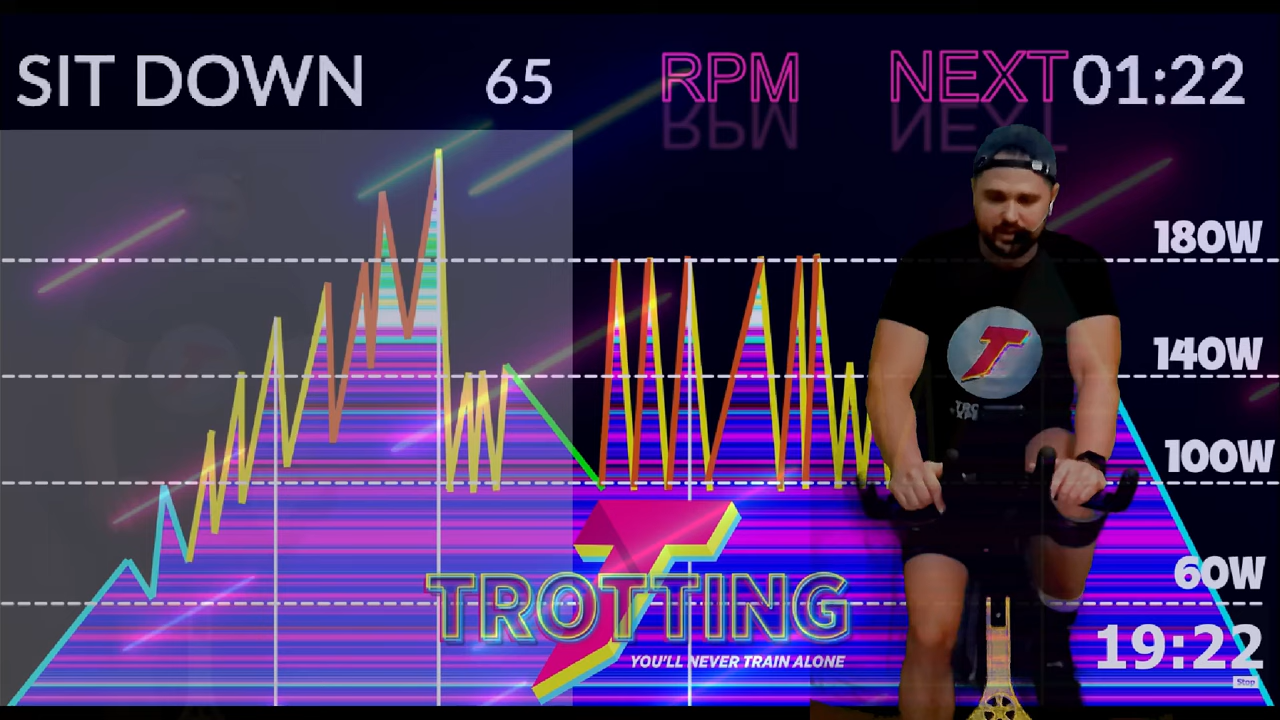 SIT DOWN 65 RPM NEXT 01:22
180W
140W
100W
60W
TROTTING
YOU'LL NEVER TRAIN ALONE
19:22
Stop